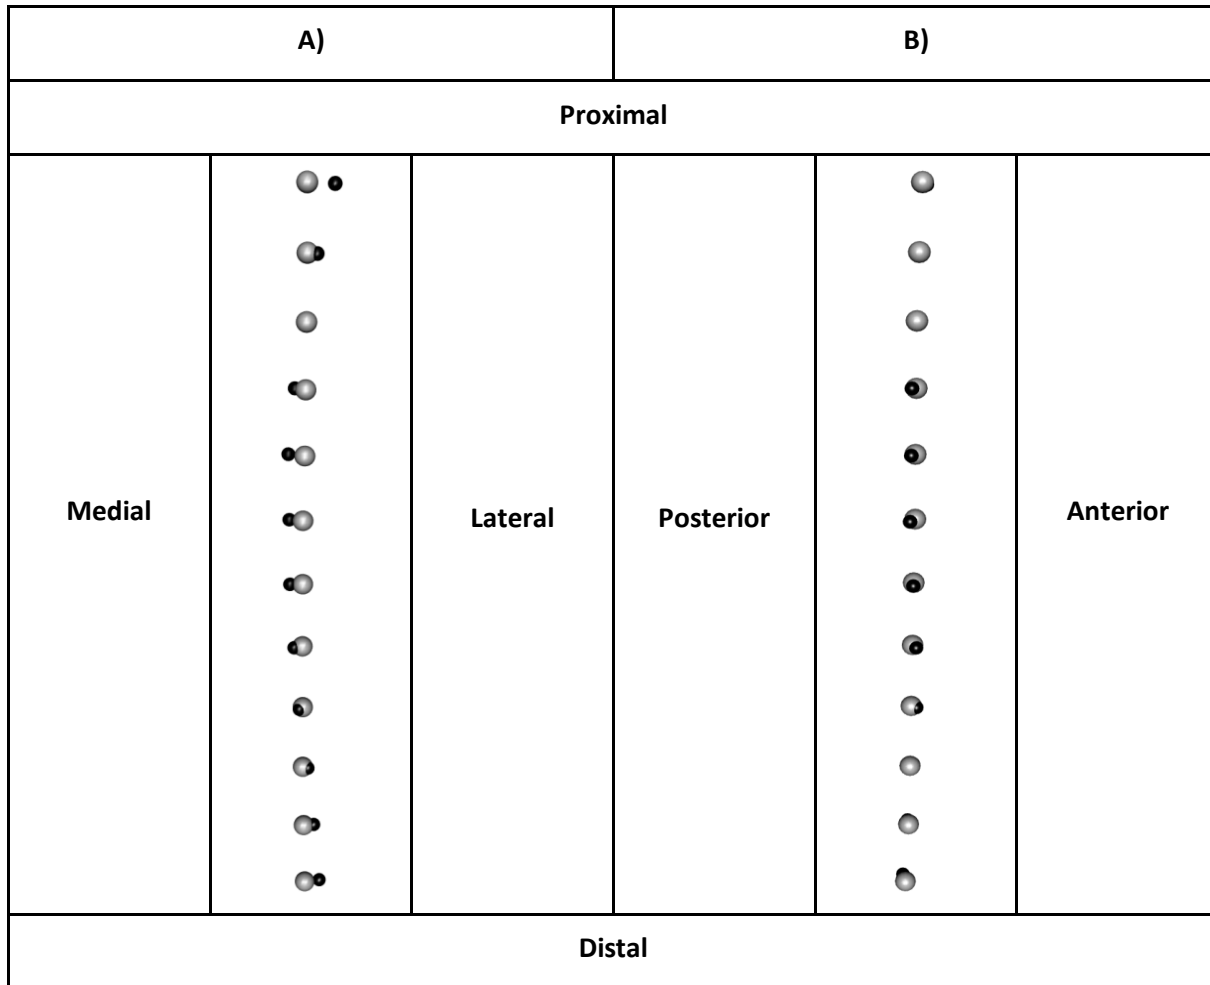 A)
B)
Proximal
Medial
Lateral
Posterior
Anterior
Distal